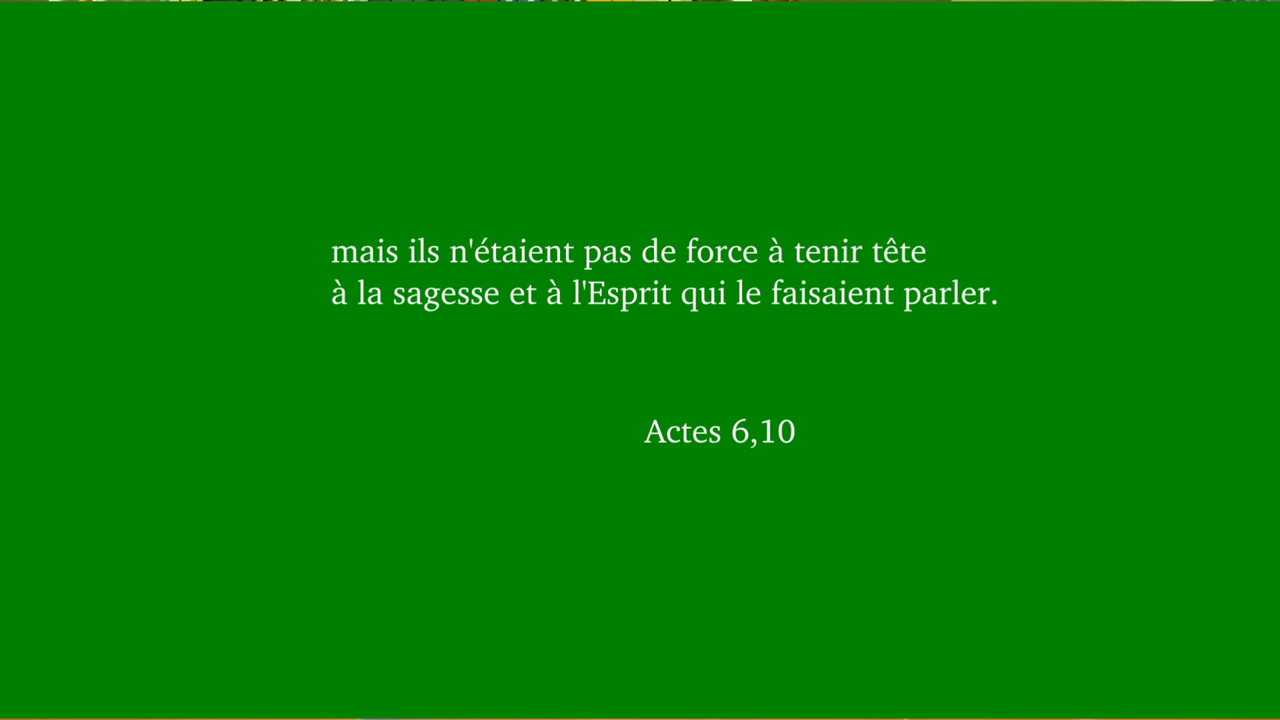 mais ils n'étaient pas de force à tenir tête
à la sagesse et à l'Esprit qui le faisaient parler.
Actes 6,10